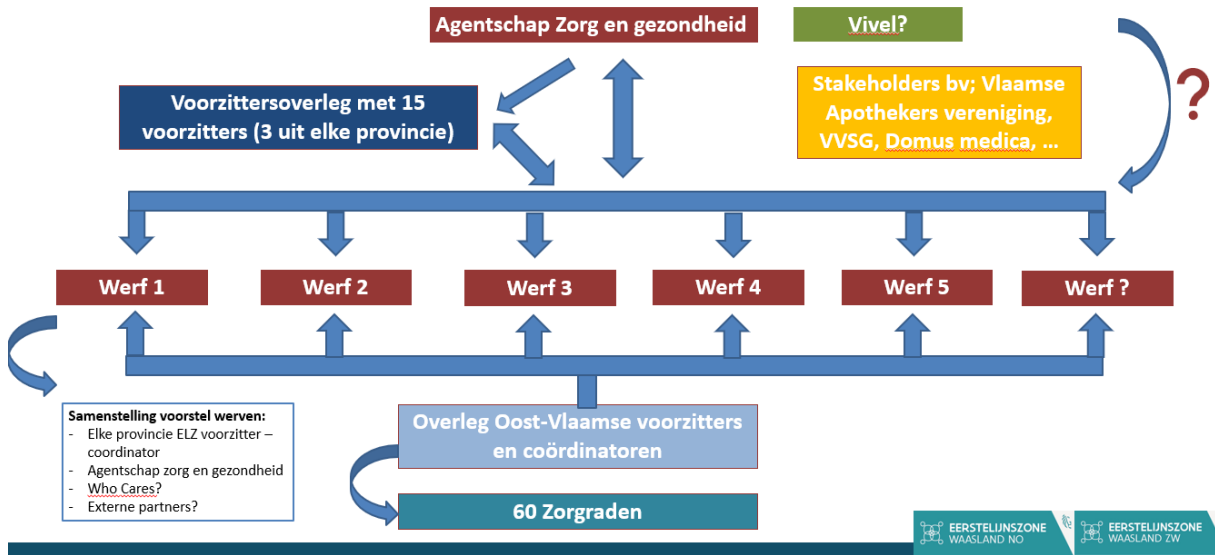 Agentschap Zorg en gezondheid
Vivel?
Voorzittersoverleg met 15
voorzitters (3 uit elke provincie)
Stakeholders bv; Vlaamse
Apothekers vereniging,
VVSG, Domus medica, ...
?
Werf 1
Werf 2
Werf 3
Werf 4
Werf 5
Werf ?
Samenstelling voorstel werven:
- Elke provincie ELZ voorzitter –
coordinator
- Agentschap zorg en gezondheid
- Who Cares?
- Externe partners?
Overleg Oost-Vlaamse voorzitters
en coördinatoren
60 Zorgraden
EERSTELIJNSZONE
WAASLAND NO
EERSTELIJNSZONE
WAASLAND ZW